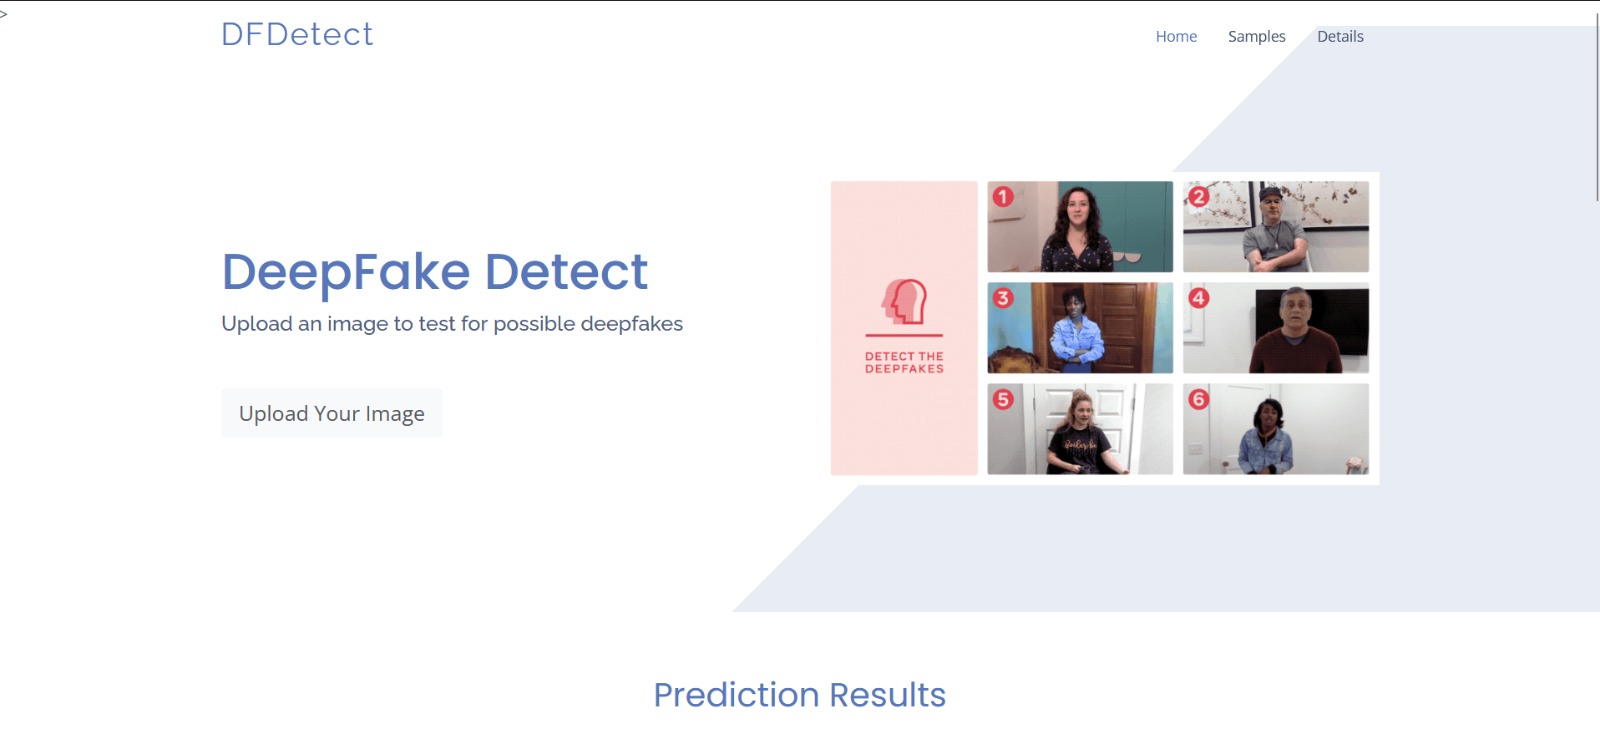 >
DFDetect
Home Samples Details
DeepFake Detect
Upload an image to test for possible deepfakes
Upload Your Image
DETECT THE
DEEPFAKES
1
2
3
4
5
6
Prediction Results